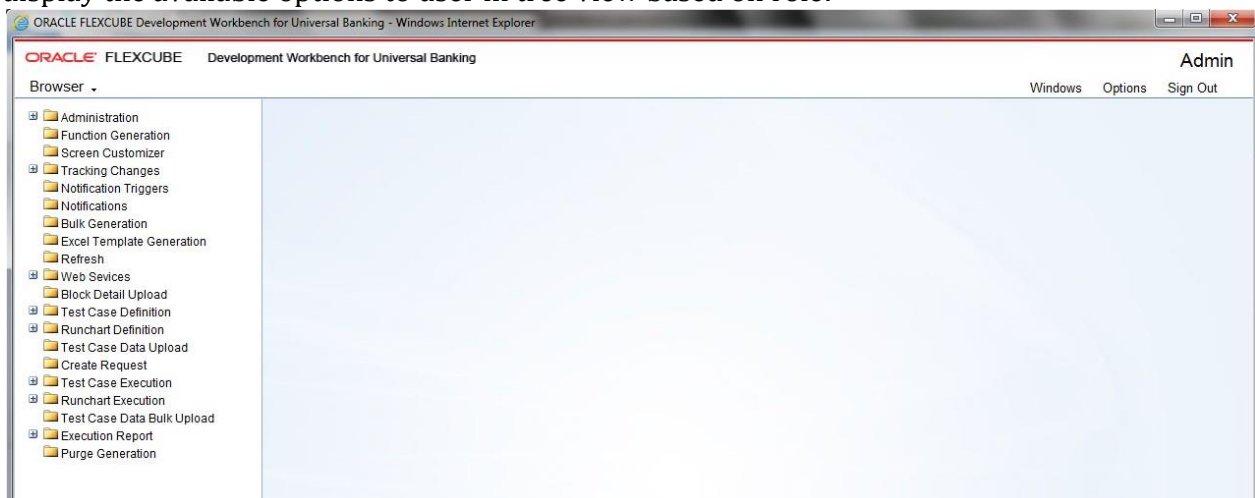 display the available options to user in tree view based on role.
ORACLE FLEXCUBE Development Workbench for Universal Banking - Windows Internet Explorer
ORACLE FLEXCUBE Development Workbench for Universal Banking
Admin
Browser
Windows Options Sign Out
Administration
Function Generation
Screen Customizer
Tracking Changes
Notification Triggers
Notifications
Bulk Generation
Excel Template Generation
Refresh
Web Sevices
Block Detail Upload
Test Case Definition
Runchart Definition
Test Case Data Upload
Create Request
Test Case Execution
Runchart Execution
Test Case Data Bulk Upload
Execution Report
Purge Generation